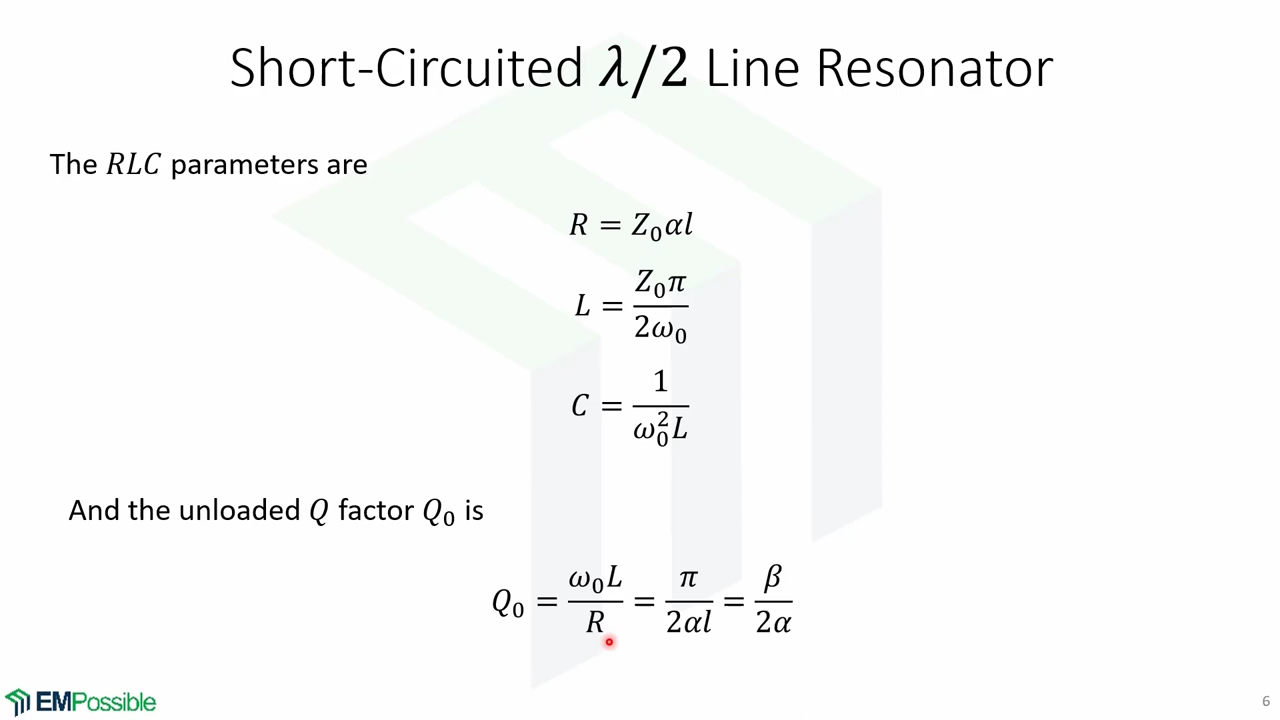 Short-Circuited λ/2 Line Resonator
The RLC parameters are
R = Z₀αl
L = Z₀π / 2ω₀
C = 1 / ω₀²L
And the unloaded Q factor Q₀ is
Q₀ = ω₀L / R = π / 2αl = β / 2α
EMPossible
6